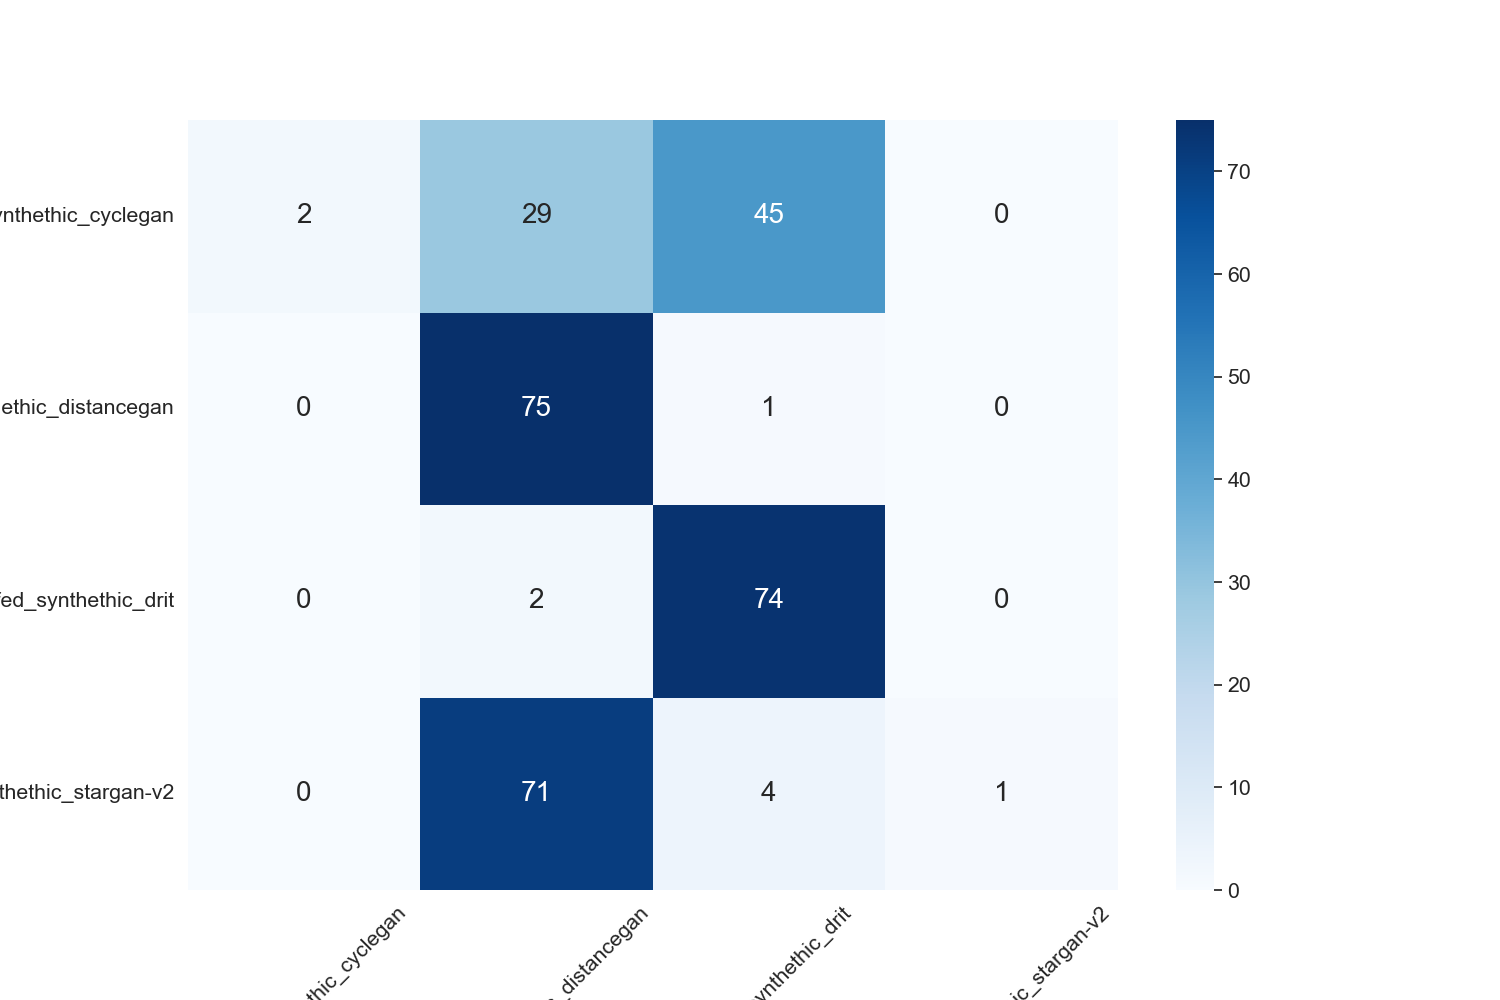 ynthethic_cyclegan
2 29 45 0
ethic_distancegan
0 75 1 0
fed_synthethic_drit
0 2 74 0
thethic_stargan-v2
0 71 4 1
thic_cyclegan
_distancegan
ynthethic_drit
ic_stargan-v2
70
60
50
40
30
20
10
0